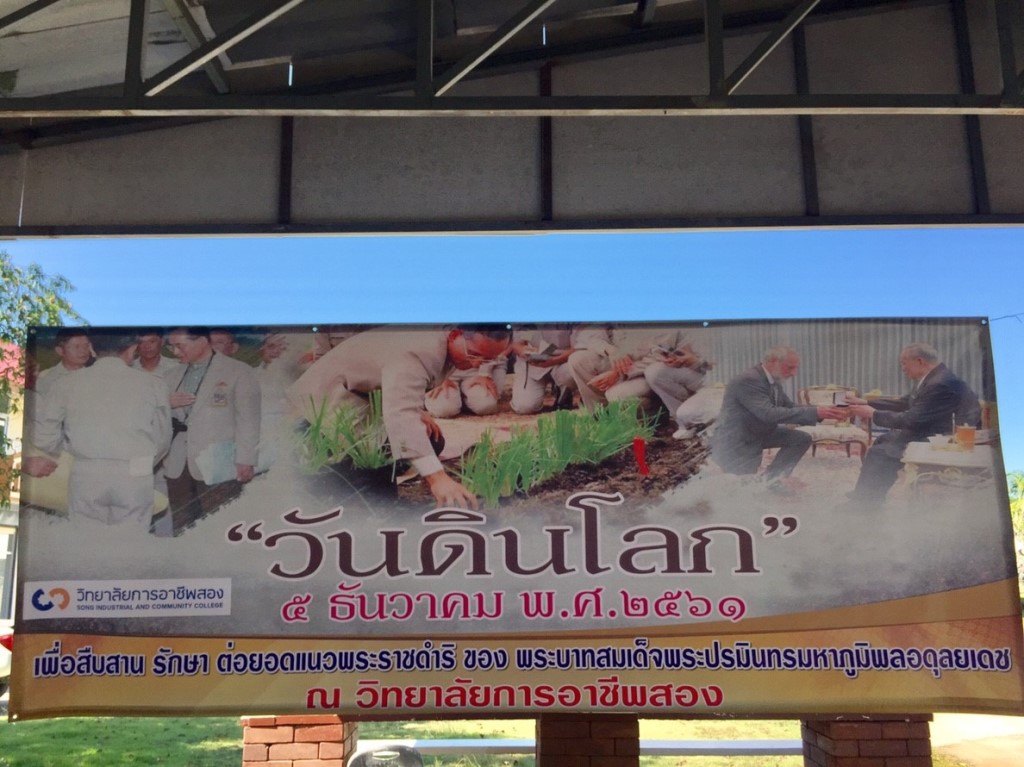 “วันดินโลก”
วิทยาลัยการอาชีพสอง
SONG INDUSTRIAL AND COMMUNITY COLLEGE
๕ ธันวาคม พ.ศ.๒๕๖๑
เพื่อสืบสาน รักษา ต่อยอดแนวพระราชดำริ ของ พระบาทสมเด็จพระปรมินทรมหาภูมิพลอดุลยเดช
ณ วิทยาลัยการอาชีพสอง